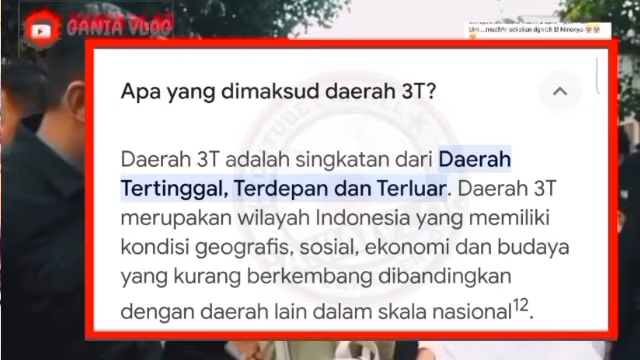 GANTA VLOG
Apa yang dimaksud daerah 3T?
Daerah 3T adalah singkatan dari Daerah
Tertinggal, Terdepan dan Terluar. Daerah 3T
merupakan wilayah Indonesia yang memiliki
kondisi geografis, sosial, ekonomi dan budaya
yang kurang berkembang dibandingkan
dengan daerah lain dalam skala nasional12.